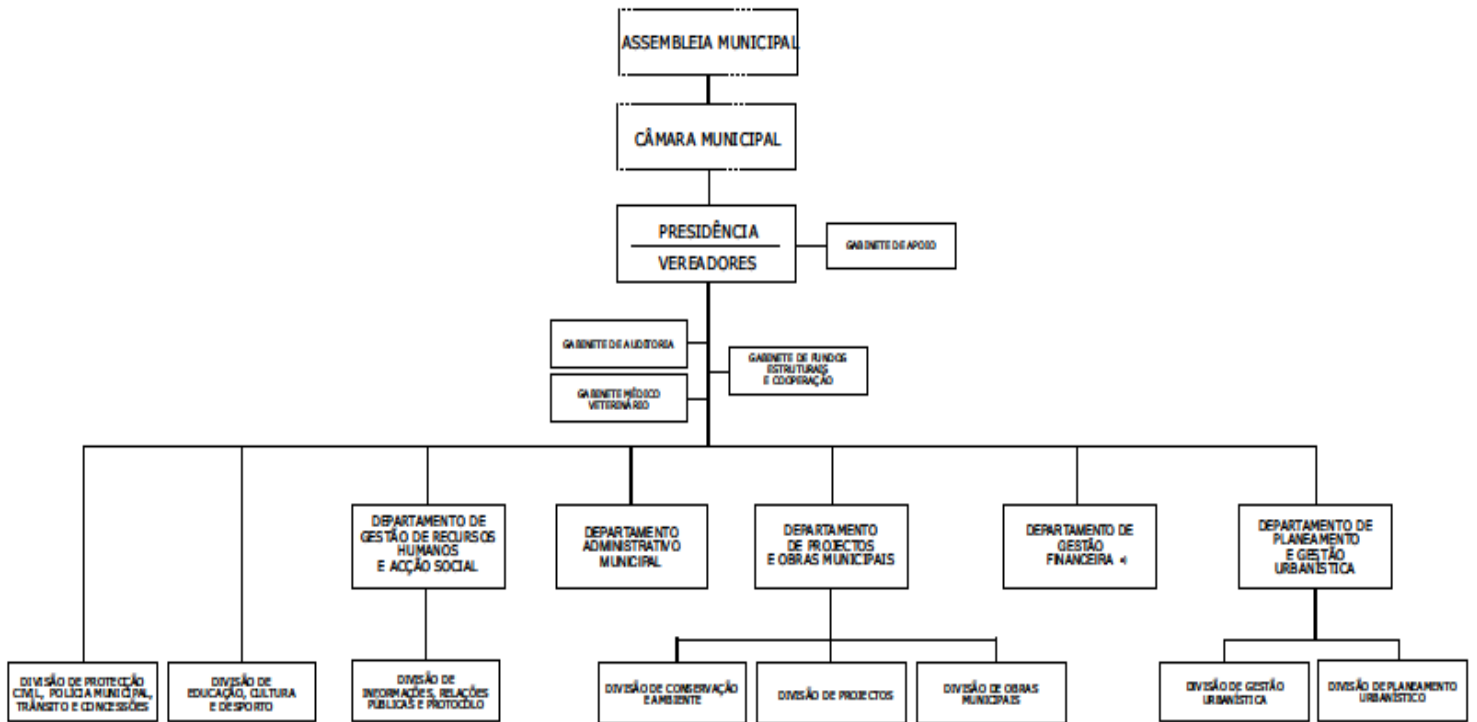 ASSEMBLEIA MUNICIPAL
CÂMARA MUNICIPAL
PRESIDÊNCIA
VEREADORES
GABINETE DE APOIO
GABINETE DE AUDITORIA
GABINETE DE FUNDOS
ESTRUTURAIS
E COOPERAÇÃO
GABINETE MÉDICO
VETERINÁRIO
DEPARTAMENTO DE
GESTÃO DE RECURSOS
HUMANOS
E ACÇÃO SOCIAL
DEPARTAMENTO
ADMINISTRATIVO
MUNICIPAL
DEPARTAMENTO
DE PROJECTOS
E OBRAS MUNICIPAIS
DEPARTAMENTO DE
GESTÃO
FINANCEIRA
DEPARTAMENTO DE
PLANEAMENTO
E GESTÃO
URBANÍSTICA
DIVISÃO DE PROTECÇÃO
CIVIL, POLÍCIA MUNICIPAL,
TRÂNSITO E CONCESSÕES
DIVISÃO DE
EDUCAÇÃO, CULTURA
E DESPORTO
DIVISÃO DE
INFORMAÇÕES, RELAÇÕES
PÚBLICAS E PROTOCOLO
DIVISÃO DE CONSERVAÇÃO
E AMBIENTE
DIVISÃO DE PROJECTOS
DIVISÃO DE OBRAS
MUNICIPAIS
DIVISÃO DE GESTÃO
URBANÍSTICA
DIVISÃO DE PLANEAMENTO
URBANÍSTICO